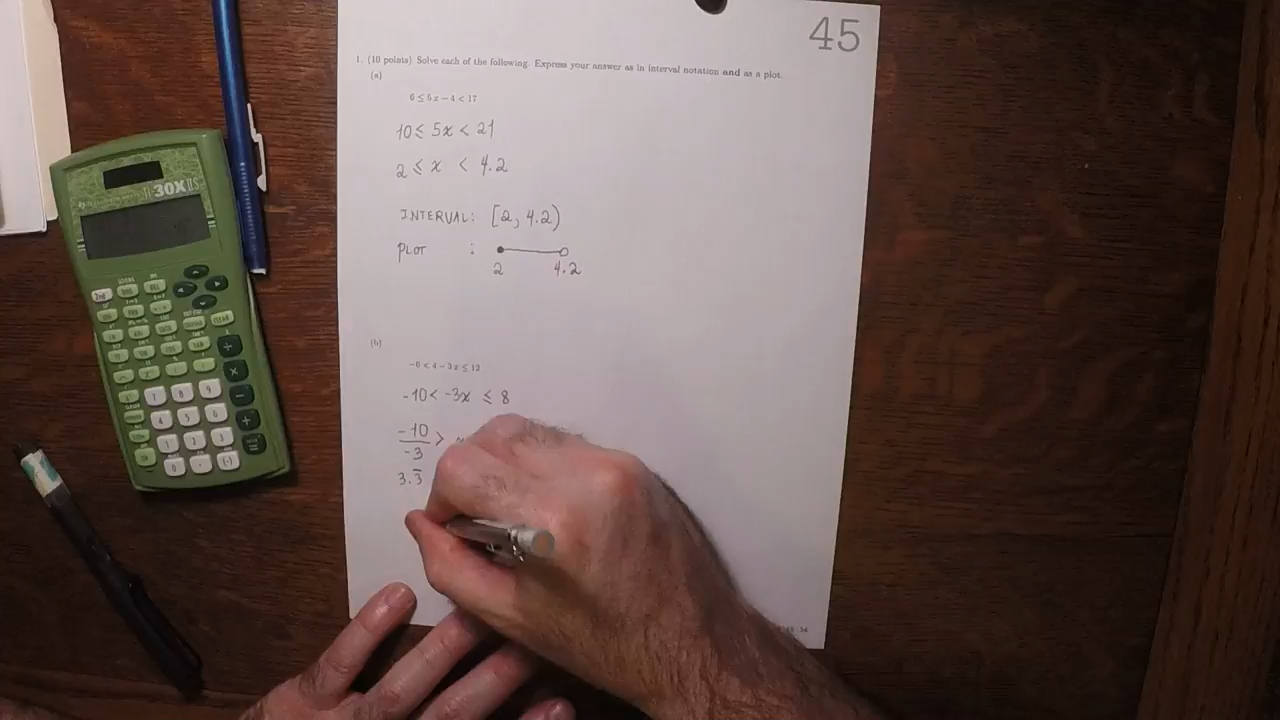 45
1. (10 points) Solve each of the following. Express your answer as in interval notation and as a plot.
(a)
6 ≤ 5x − 4 < 17
10 ≤ 5x < 21
2 ≤ x < 4.2
INTERVAL: [2, 4.2)
PLOT :
2 4.2
(b)
−6 < 4 − 3x ≤ 12
-10 < -3x ≤ 8
-10/-3 >
3.3̅
30X IIS